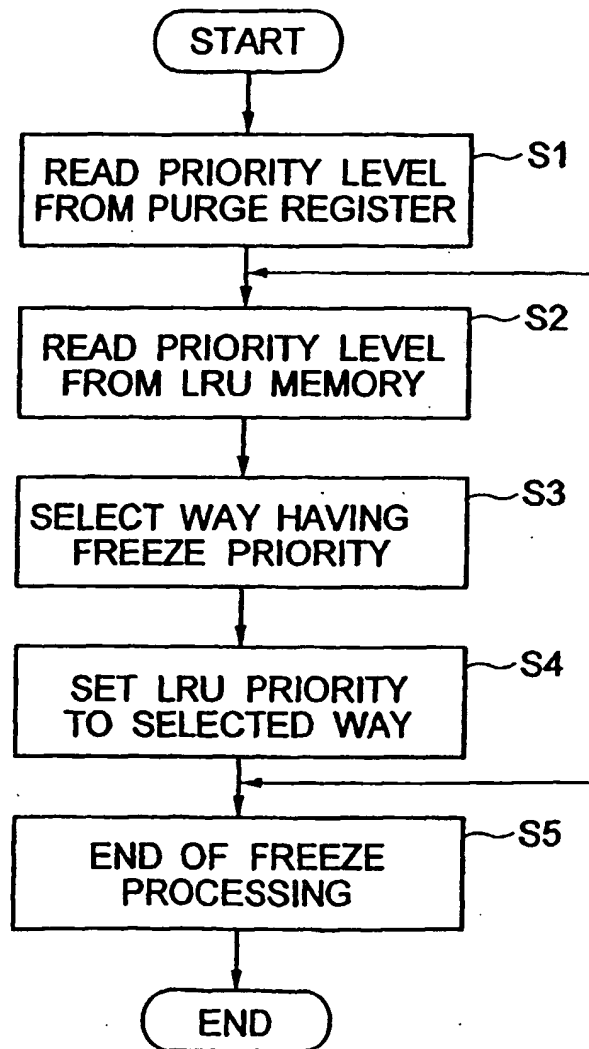 START
READ PRIORITY LEVEL
FROM PURGE REGISTER
S1
READ PRIORITY LEVEL
FROM LRU MEMORY
S2
SELECT WAY HAVING
FREEZE PRIORITY
S3
SET LRU PRIORITY
TO SELECTED WAY
S4
END OF FREEZE
PROCESSING
S5
END